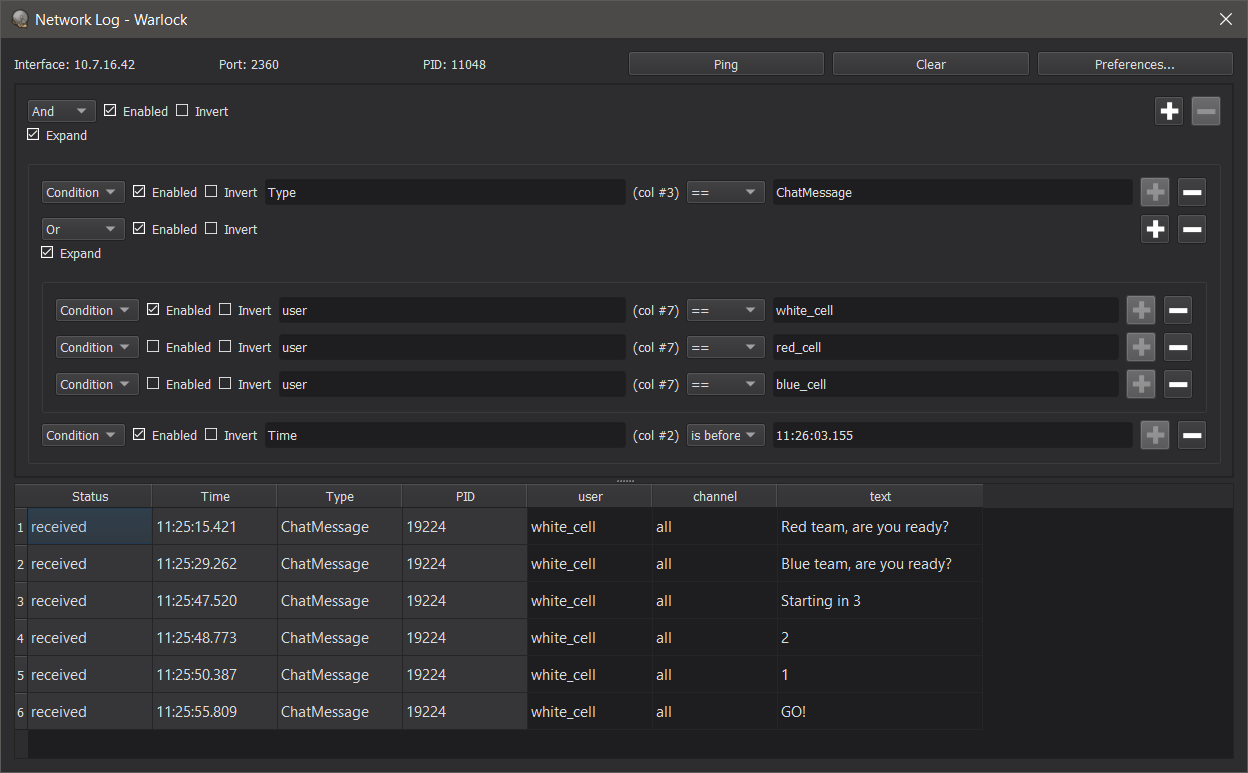 Network Log - Warlock
Interface: 10.7.16.42 Port: 2360 PID: 11048 Ping Clear Preferences...
And Enabled Invert
Expand
Condition Enabled Invert Type (col #3) == ChatMessage
Or Enabled Invert
Expand
Condition Enabled Invert user (col #7) == white_cell
Condition Enabled Invert user (col #7) == red_cell
Condition Enabled Invert user (col #7) == blue_cell
Condition Enabled Invert Time (col #2) is before 11:26:03.155
Status Time Type PID user channel text
1 received 11:25:15.421 ChatMessage 19224 white_cell all Red team, are you ready?
2 received 11:25:29.262 ChatMessage 19224 white_cell all Blue team, are you ready?
3 received 11:25:47.520 ChatMessage 19224 white_cell all Starting in 3
4 received 11:25:48.773 ChatMessage 19224 white_cell all 2
5 received 11:25:50.387 ChatMessage 19224 white_cell all 1
6 received 11:25:55.809 ChatMessage 19224 white_cell all GO!